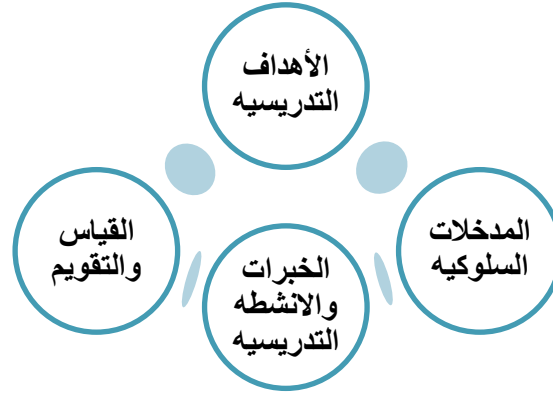 الأهداف
التدريسيه
المدخلات
السلوكيه
الخبرات
والانشطه
التدريسيه
القياس
والتقويم